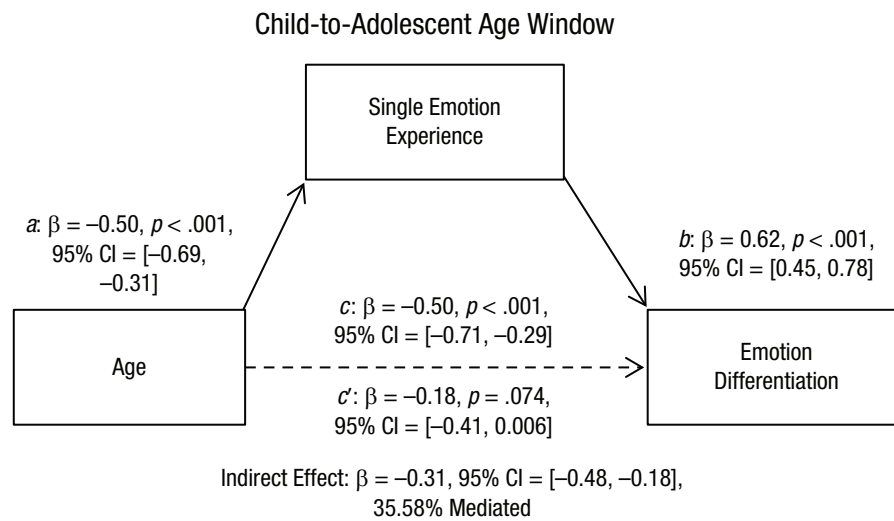 Child-to-Adolescent Age Window
Single Emotion
Experience
a: β = –0.50, p < .001,
95% CI = [–0.69,
–0.31]
b: β = 0.62, p < .001,
95% CI = [0.45, 0.78]
c: β = –0.50, p < .001,
95% CI = [–0.71, –0.29]
Age
Emotion
Differentiation
c′: β = –0.18, p = .074,
95% CI = [–0.41, 0.006]
Indirect Effect: β = –0.31, 95% CI = [–0.48, –0.18],
35.58% Mediated